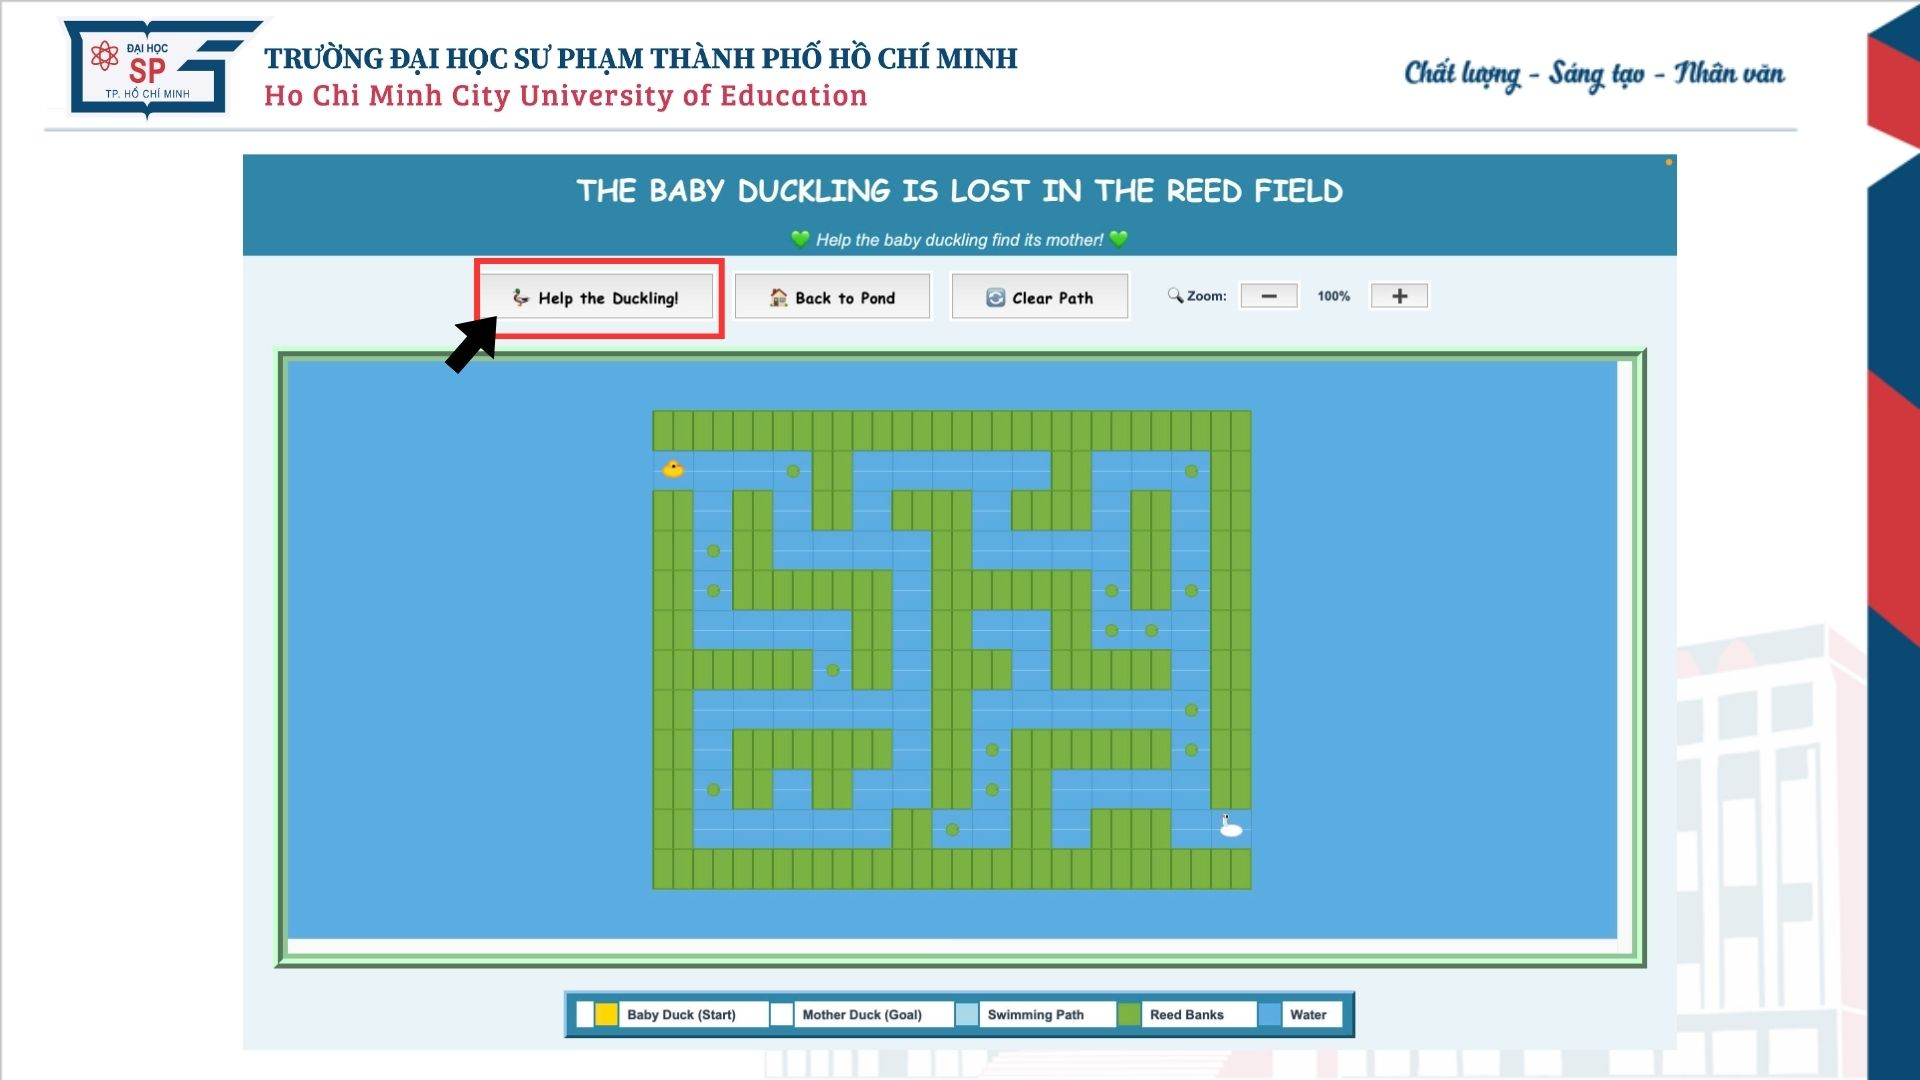 ĐẠI HỌC
SP
TP. HỒ CHÍ MINH
TRƯỜNG ĐẠI HỌC SƯ PHẠM THÀNH PHỐ HỒ CHÍ MINH
Ho Chi Minh City University of Education
Chất lượng - Sáng tạo - Nhân văn
THE BABY DUCKLING IS LOST IN THE REED FIELD
Help the baby duckling find its mother!
Help the Duckling!
Back to Pond
Clear Path
Zoom:
100%
Baby Duck (Start)
Mother Duck (Goal)
Swimming Path
Reed Banks
Water